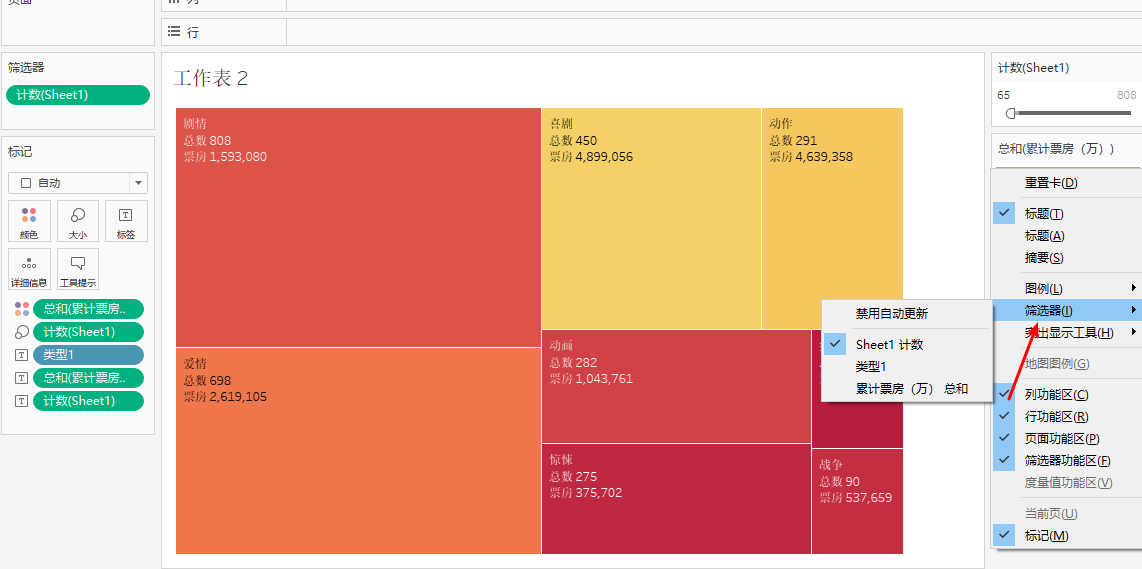 页面
列
行
筛选器
计数(Sheet1)
标记
自动
颜色
大小
标签
详细信息
工具提示
总和(累计票房..
计数(Sheet1)
类型1
总和(累计票房..
计数(Sheet1)
工作表 2
剧情
总数 808
票房 1,593,080
喜剧
总数 450
票房 4,899,056
动作
总数 291
票房 4,639,358
爱情
总数 698
票房 2,619,105
动画
总数 282
票房 1,043,761
惊悚
总数 275
票房 375,702
战争
总数 90
票房 537,659
禁用自动更新
Sheet1 计数
类型1
累计票房（万） 总和
计数(Sheet1)
65 808
总和(累计票房（万）)
重置卡(D)
标题(T)
标题(A)
摘要(S)
图例(L)
筛选器(I)
突出显示工具(H)
地图图例(G)
列功能区(C)
行功能区(R)
页面功能区(P)
筛选器功能区(F)
度量值功能区(V)
当前页(U)
标记(M)